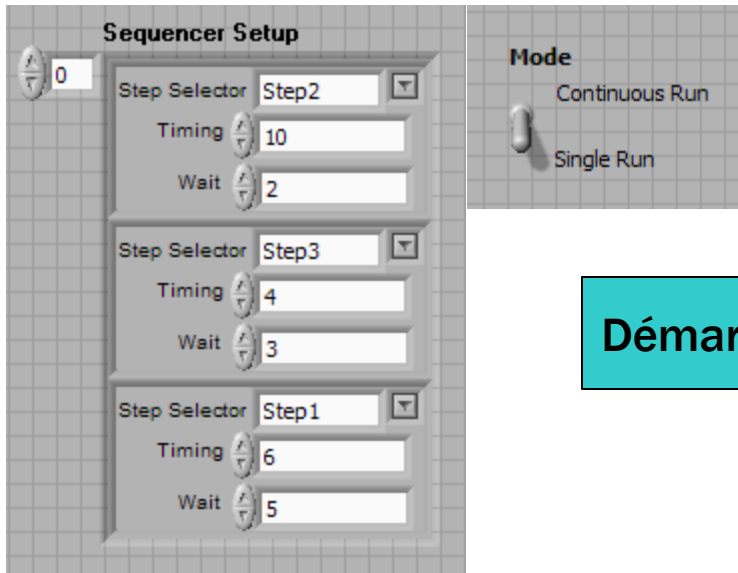 Sequencer Setup
0
Step Selector Step2
Timing 10
Wait 2
Step Selector Step3
Timing 4
Wait 3
Step Selector Step1
Timing 6
Wait 5
Mode
Continuous Run
Single Run